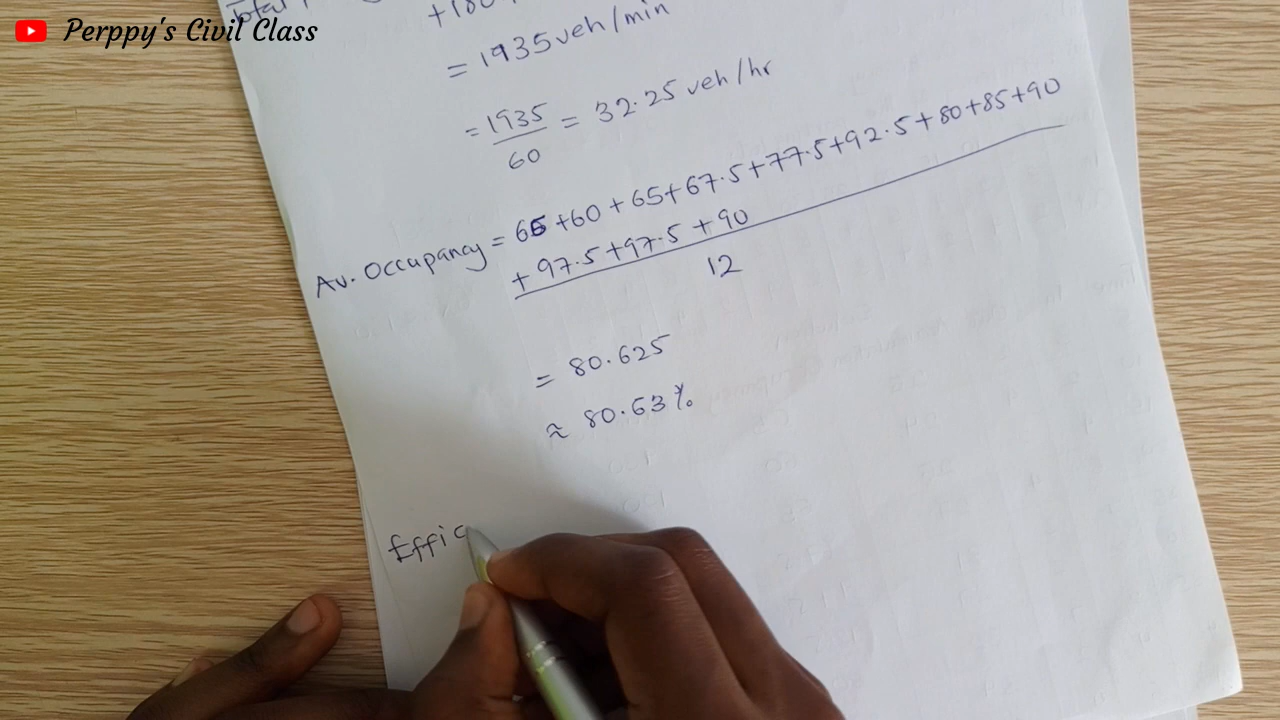 Perppy's Civil Class
Total
+180
= 1935 veh/min
= 1935/60 = 32.25 veh/hr
Av. Occupancy = 65 +60 + 65+67.5+77.5+92.5+80+85+90
+ 97.5+97.5 + 90
12
= 80.625
≈ 80.63%
Effic